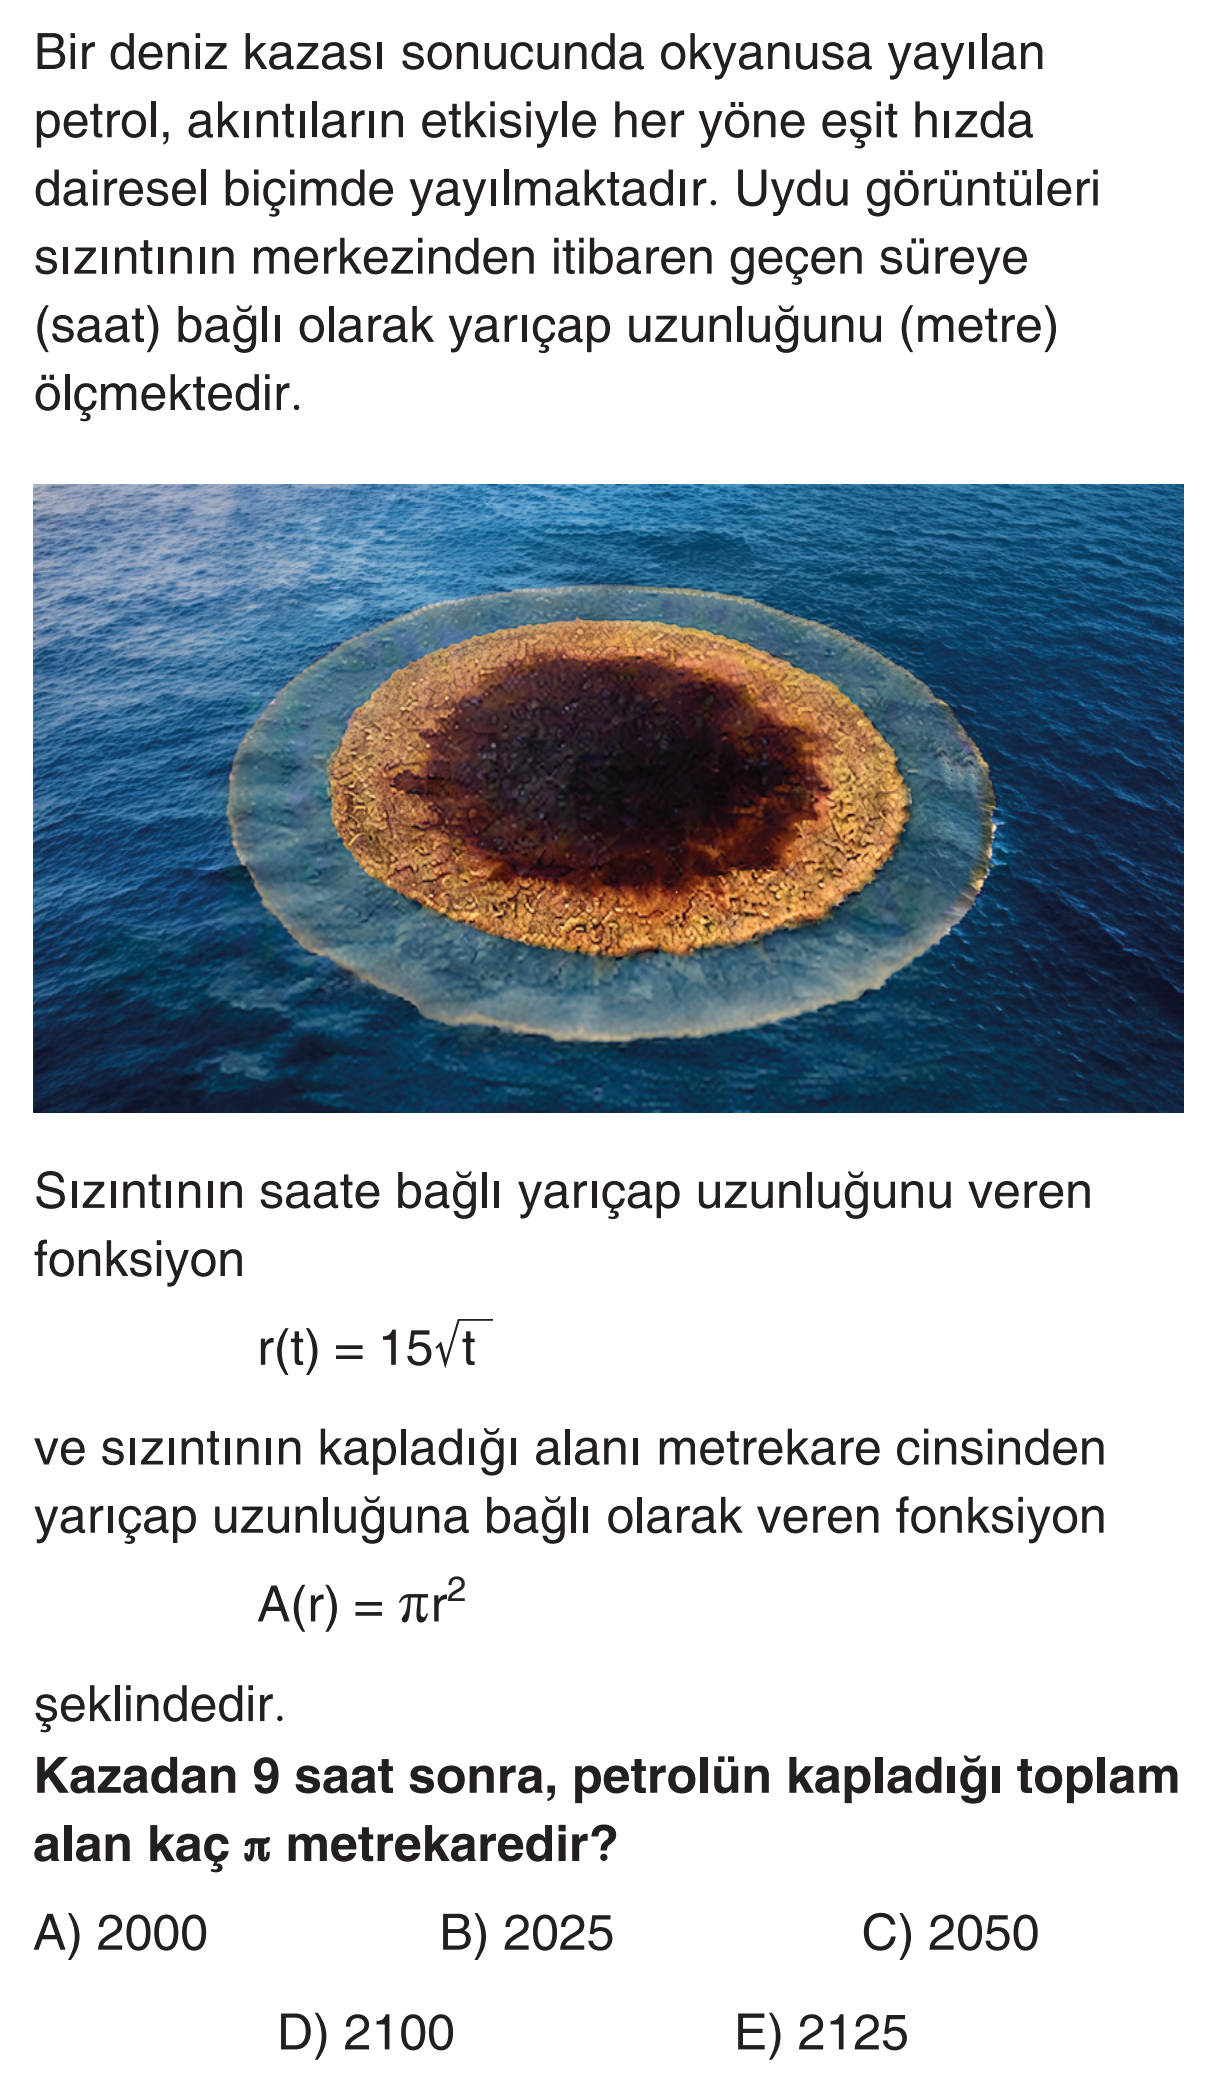 Bir deniz kazası sonucunda okyanusa yayılan
petrol, akıntıların etkisiyle her yöne eşit hızda
dairesel biçimde yayılmaktadır. Uydu görüntüleri
sızıntının merkezinden itibaren geçen süreye
(saat) bağlı olarak yarıçap uzunluğunu (metre)
ölçmektedir.
Sızıntının saate bağlı yarıçap uzunluğunu veren
fonksiyon
r(t) = 15√t
ve sızıntının kapladığı alanı metrekare cinsinden
yarıçap uzunluğuna bağlı olarak veren fonksiyon
A(r) = πr²
şeklindedir.
Kazadan 9 saat sonra, petrolün kapladığı toplam
alan kaç π metrekaredir?
A) 2000 B) 2025 C) 2050
D) 2100 E) 2125